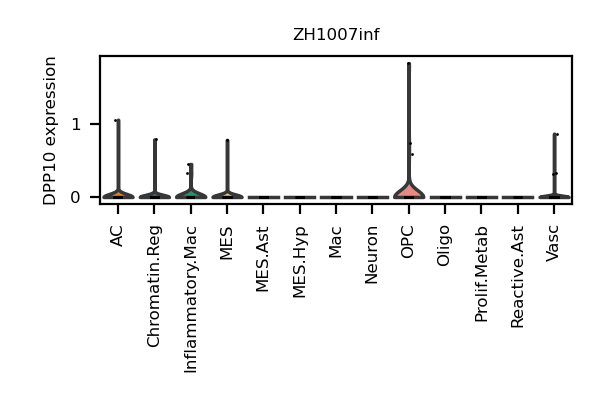 ZH1007inf
DPP10 expression
1
0
AC
Chromatin.Reg
Inflammatory.Mac
MES
MES.Ast
MES.Hyp
Mac
Neuron
OPC
Oligo
Prolif.Metab
Reactive.Ast
Vasc